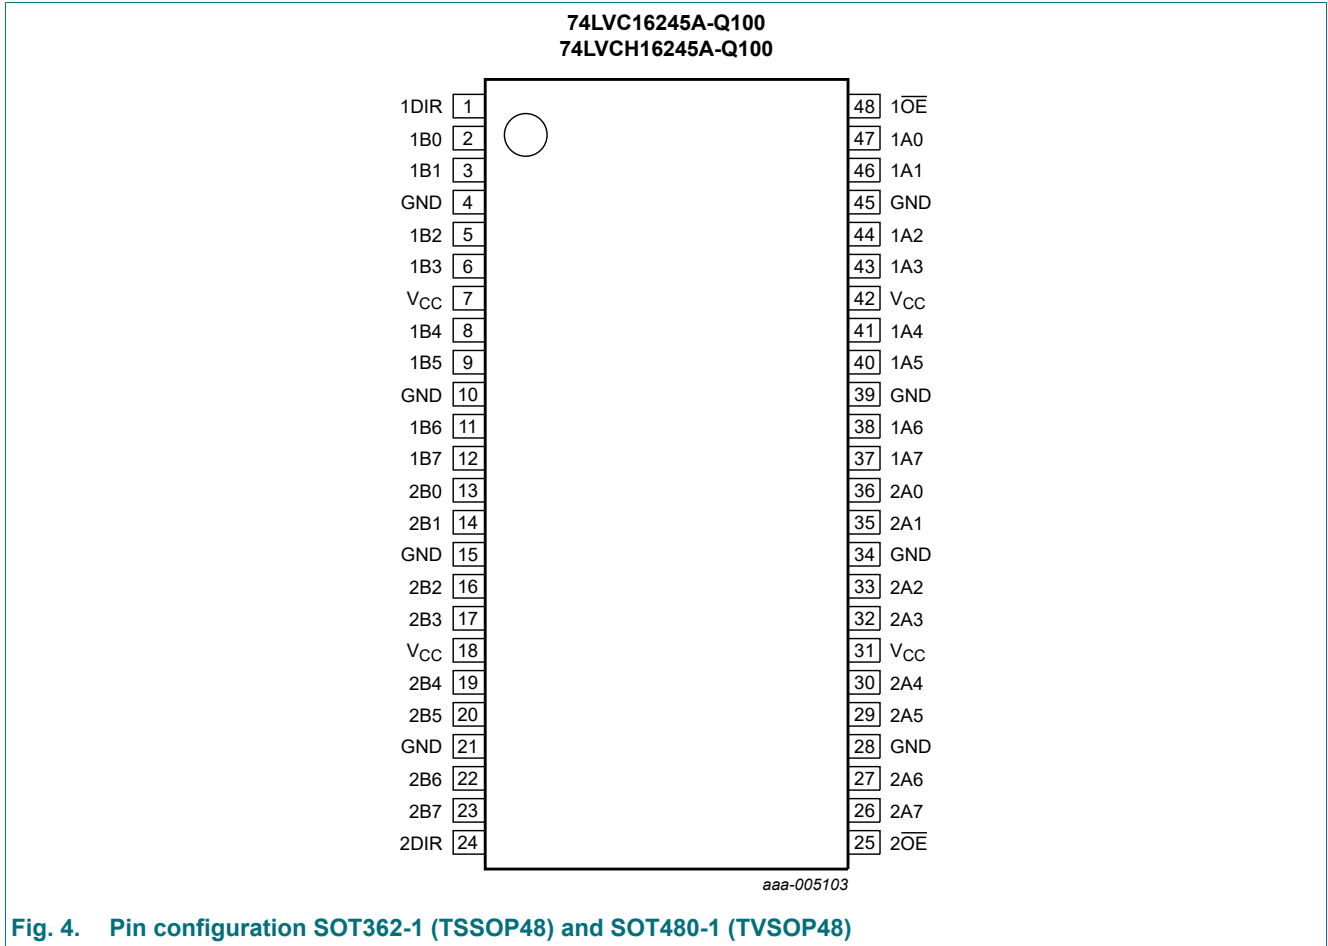 74LVC16245A-Q100
74LVCH16245A-Q100
1DIR 1 48 1O̅E̅
1B0 2 47 1A0
1B1 3 46 1A1
GND 4 45 GND
1B2 5 44 1A2
1B3 6 43 1A3
VCC 7 42 VCC
1B4 8 41 1A4
1B5 9 40 1A5
GND 10 39 GND
1B6 11 38 1A6
1B7 12 37 1A7
2B0 13 36 2A0
2B1 14 35 2A1
GND 15 34 GND
2B2 16 33 2A2
2B3 17 32 2A3
VCC 18 31 VCC
2B4 19 30 2A4
2B5 20 29 2A5
GND 21 28 GND
2B6 22 27 2A6
2B7 23 26 2A7
2DIR 24 25 2O̅E̅
aaa-005103
Fig. 4. Pin configuration SOT362-1 (TSSOP48) and SOT480-1 (TVSOP48)